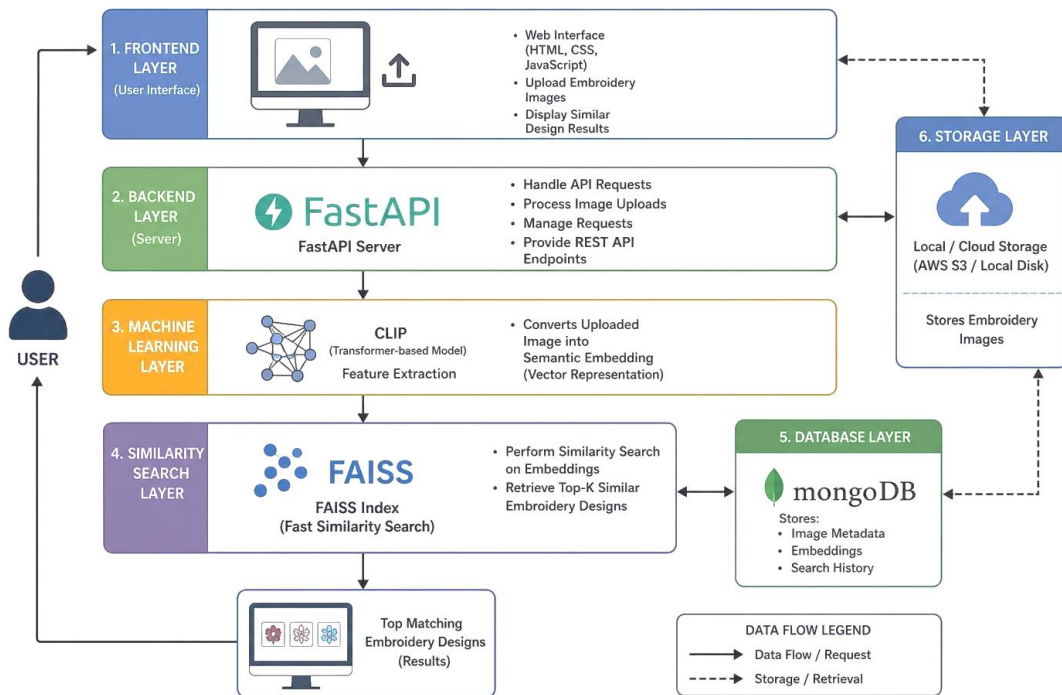 1. FRONTEND
LAYER
(User Interface)
• Web Interface
(HTML, CSS,
JavaScript)
• Upload Embroidery
Images
• Display Similar
Design Results
2. BACKEND
LAYER
(Server)
FastAPI
FastAPI Server
• Handle API Requests
• Process Image Uploads
• Manage Requests
• Provide REST API
Endpoints
6. STORAGE LAYER
Local / Cloud Storage
(AWS S3 / Local Disk)
Stores Embroidery
Images
USER
3. MACHINE
LEARNING
LAYER
CLIP
(Transformer-based Model)
Feature Extraction
• Converts Uploaded
Image into
Semantic Embedding
(Vector Representation)
4. SIMILARITY
SEARCH
LAYER
FAISS
FAISS Index
(Fast Similarity Search)
• Perform Similarity Search
on Embeddings
• Retrieve Top-K Similar
Embroidery Designs
5. DATABASE LAYER
mongoDB
Stores:
• Image Metadata
• Embeddings
• Search History
Top Matching
Embroidery Designs
(Results)
DATA FLOW LEGEND
Data Flow / Request
Storage / Retrieval